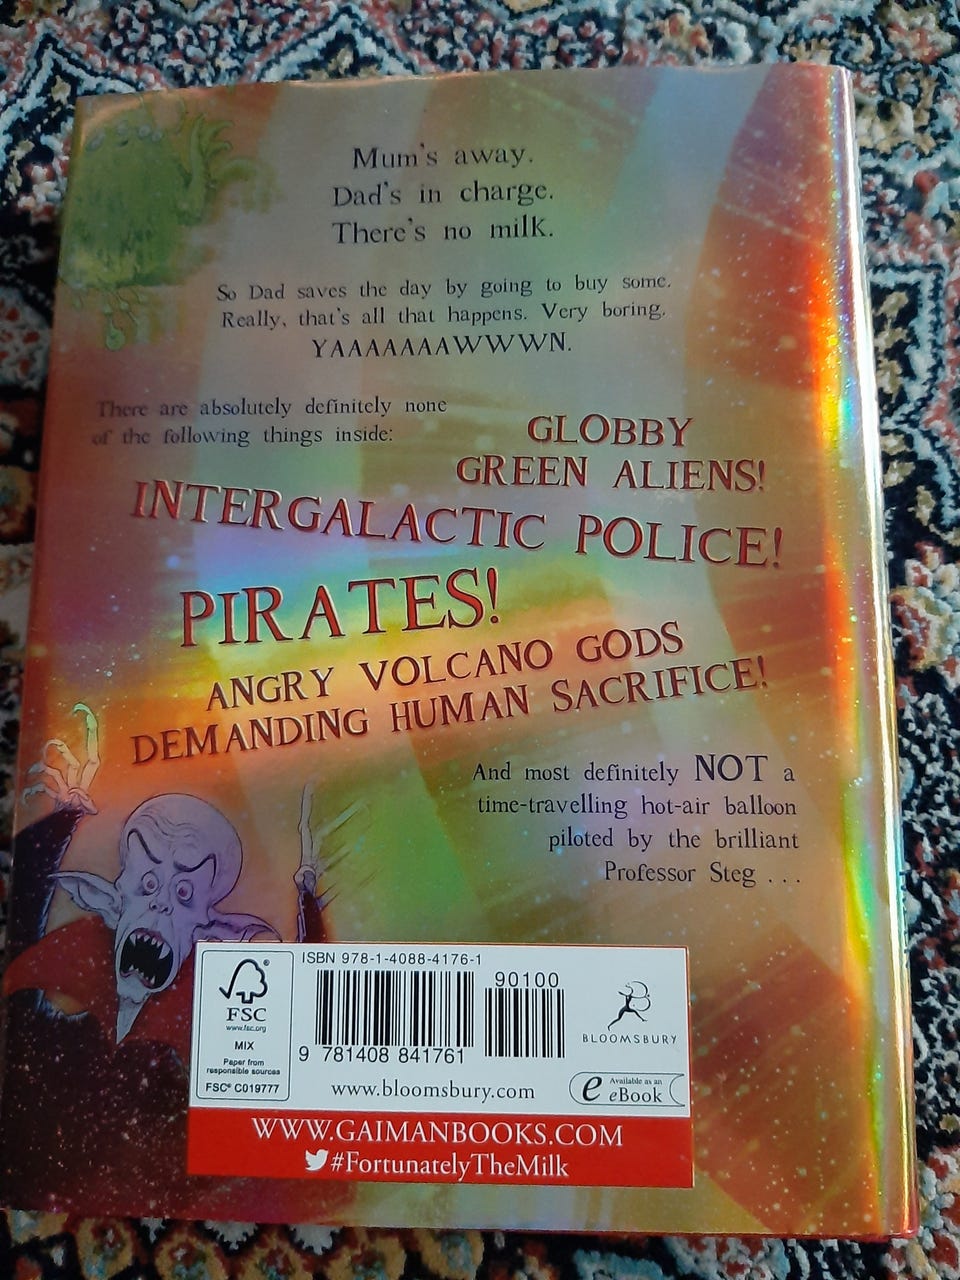 Mum's away.
Dad's in charge.
There's no milk.
So Dad saves the day by going to buy some.
Really, that's all that happens. Very boring.
YAAAAAAAWWWN.
There are absolutely definitely none
of the following things inside:
GLOBBY
GREEN ALIENS!
INTERGALACTIC POLICE!
PIRATES!
ANGRY VOLCANO GODS
DEMANDING HUMAN SACRIFICE!
And most definitely NOT a
time-travelling hot-air balloon
piloted by the brilliant
Professor Steg . . .
FSC
www.fsc.org
MIX
Paper from
responsible sources
FSC® C019777
ISBN 978-1-4088-4176-1
90100
9 781408 841761
www.bloomsbury.com
BLOOMSBURY
e Available as an
eBook
WWW.GAIMANBOOKS.COM
#FortunatelyTheMilk